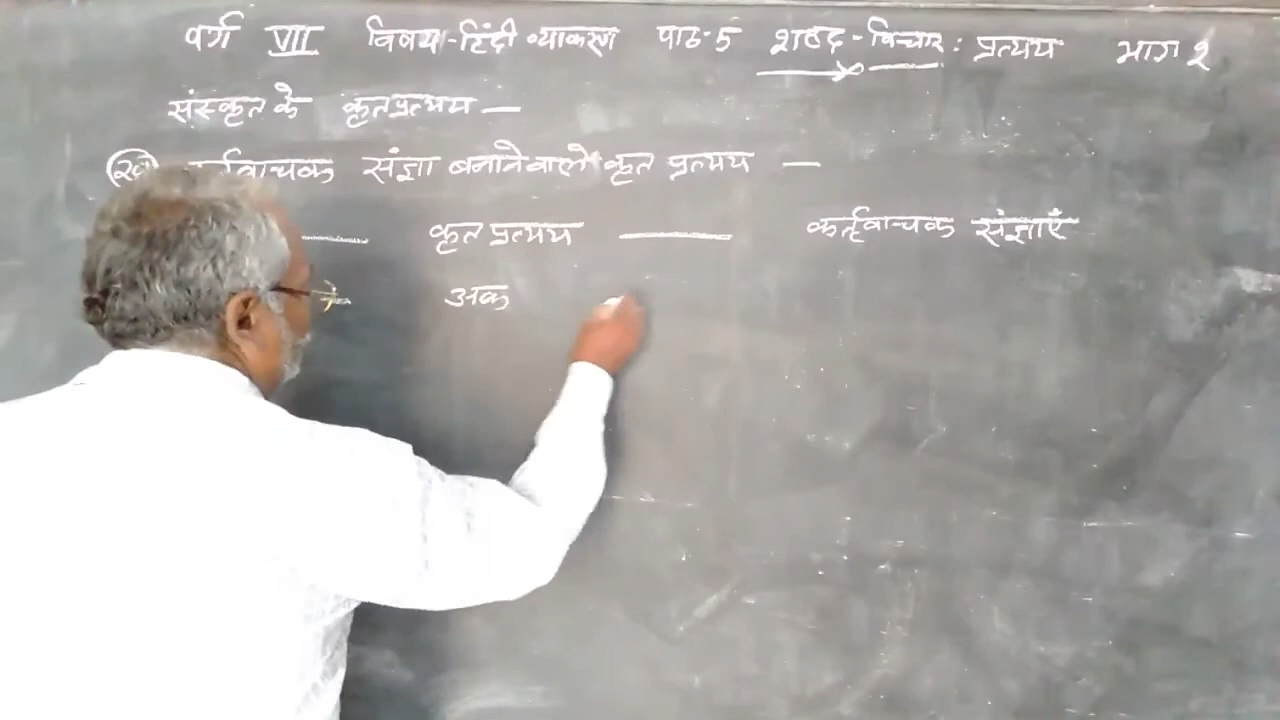 वर्ग VII विषय-हिंदी व्याकरण पाठ-5 शब्द-विचार: प्रत्यय भाग 2
संस्कृत के कृत प्रत्यय —
(ख) संज्ञा बनाने वाले कृत प्रत्यय —
कृत प्रत्यय —— कर्तृवाचक संज्ञाएँ
अक